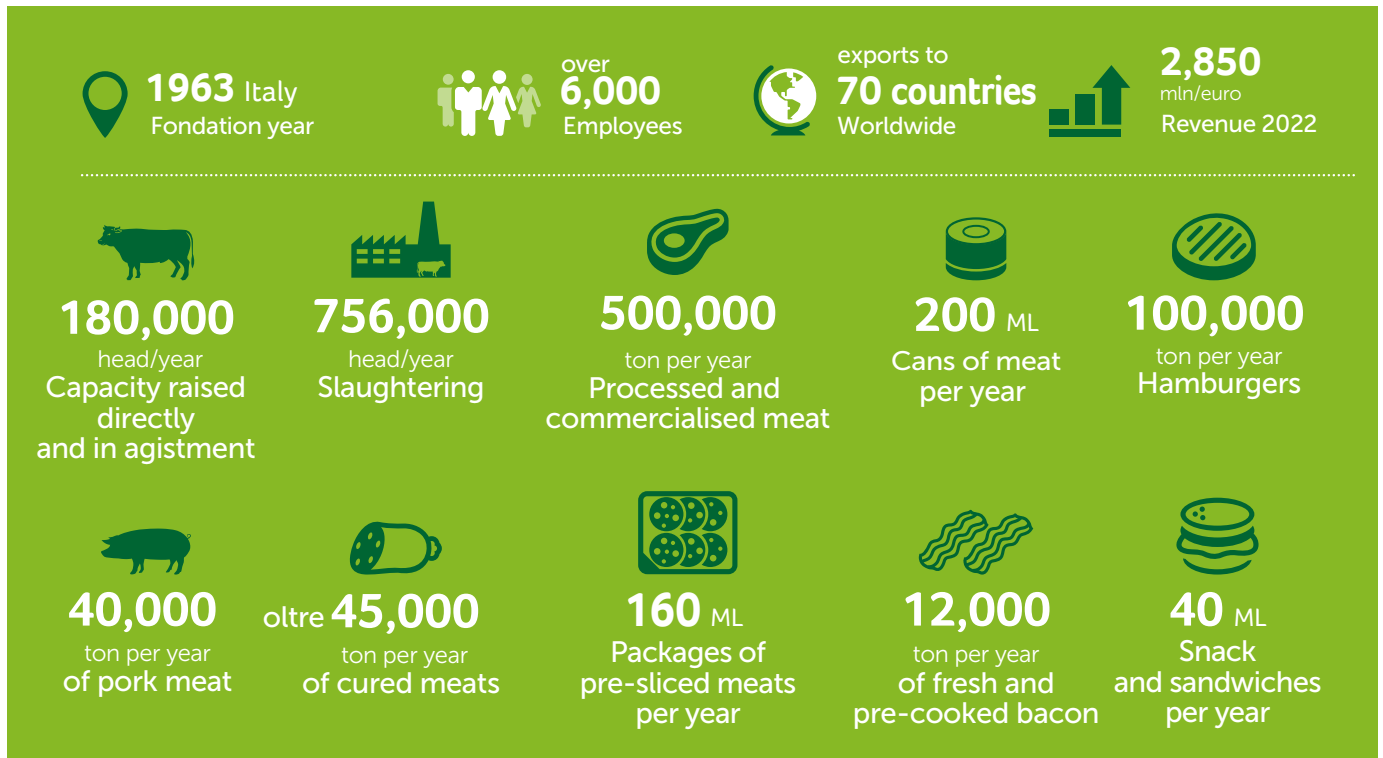 1963 Italy
Fondation year
over
6,000
Employees
exports to
70 countries
Worldwide
2,850
mln/euro
Revenue 2022
180,000
head/year
Capacity raised
directly
and in agistment
756,000
head/year
Slaughtering
500,000
ton per year
Processed and
commercialised meat
200 ML
Cans of meat
per year
100,000
ton per year
Hamburgers
40,000
ton per year
of pork meat
oltre 45,000
ton per year
of cured meats
160 ML
Packages of
pre-sliced meats
per year
12,000
ton per year
of fresh and
pre-cooked bacon
40 ML
Snack
and sandwiches
per year